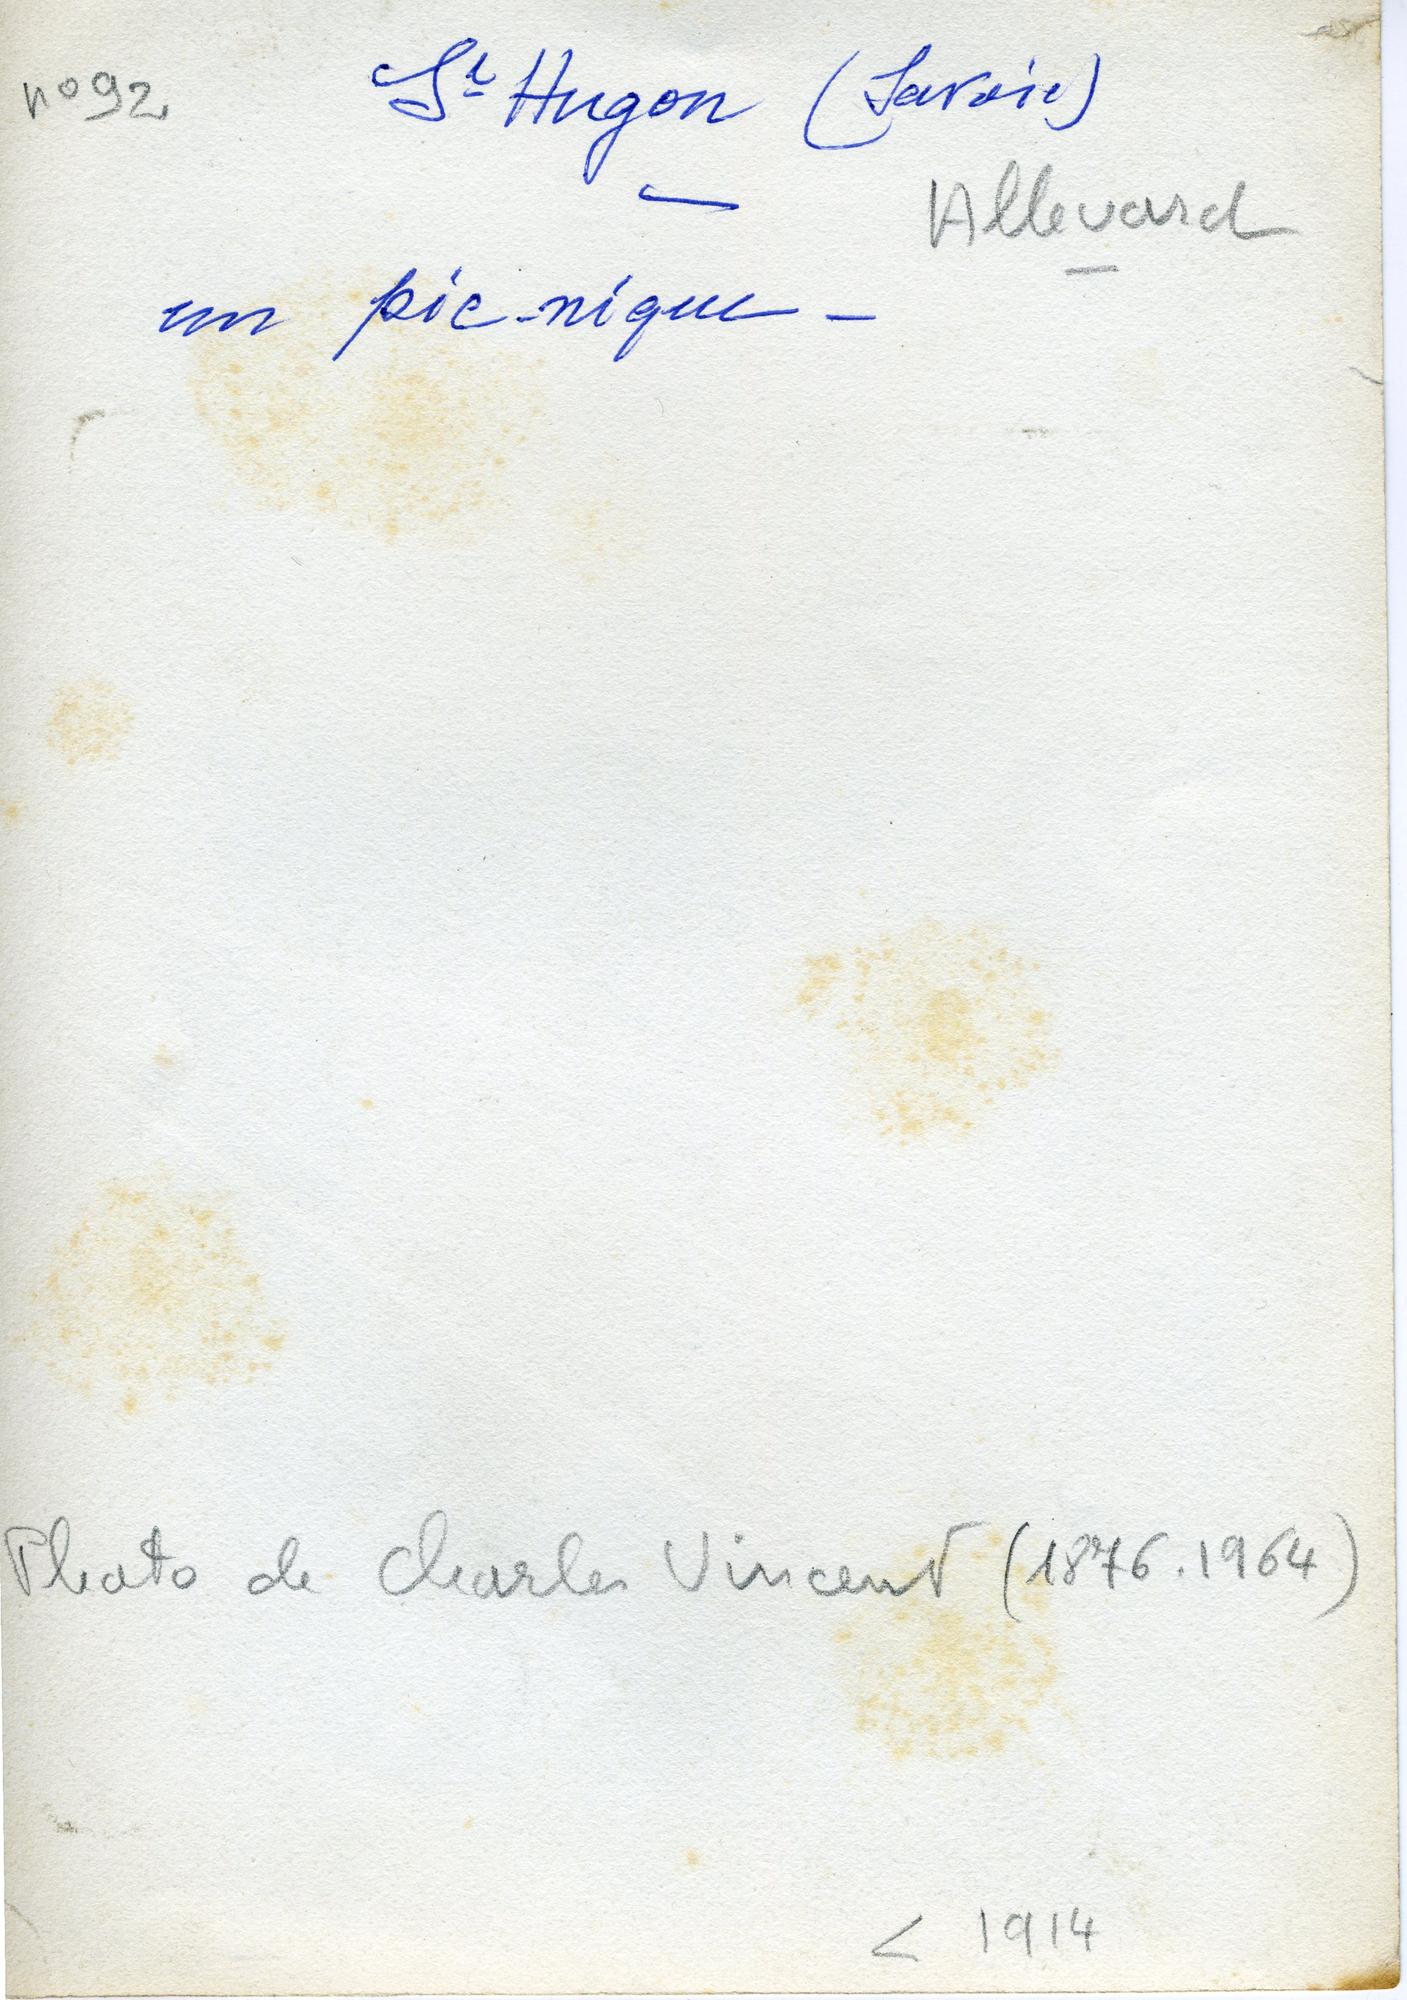 n° 92
St Hugon (Savoie)
Allevard
un pic-nique -
Photo de Charles Vincent (1876.1964)
< 1914